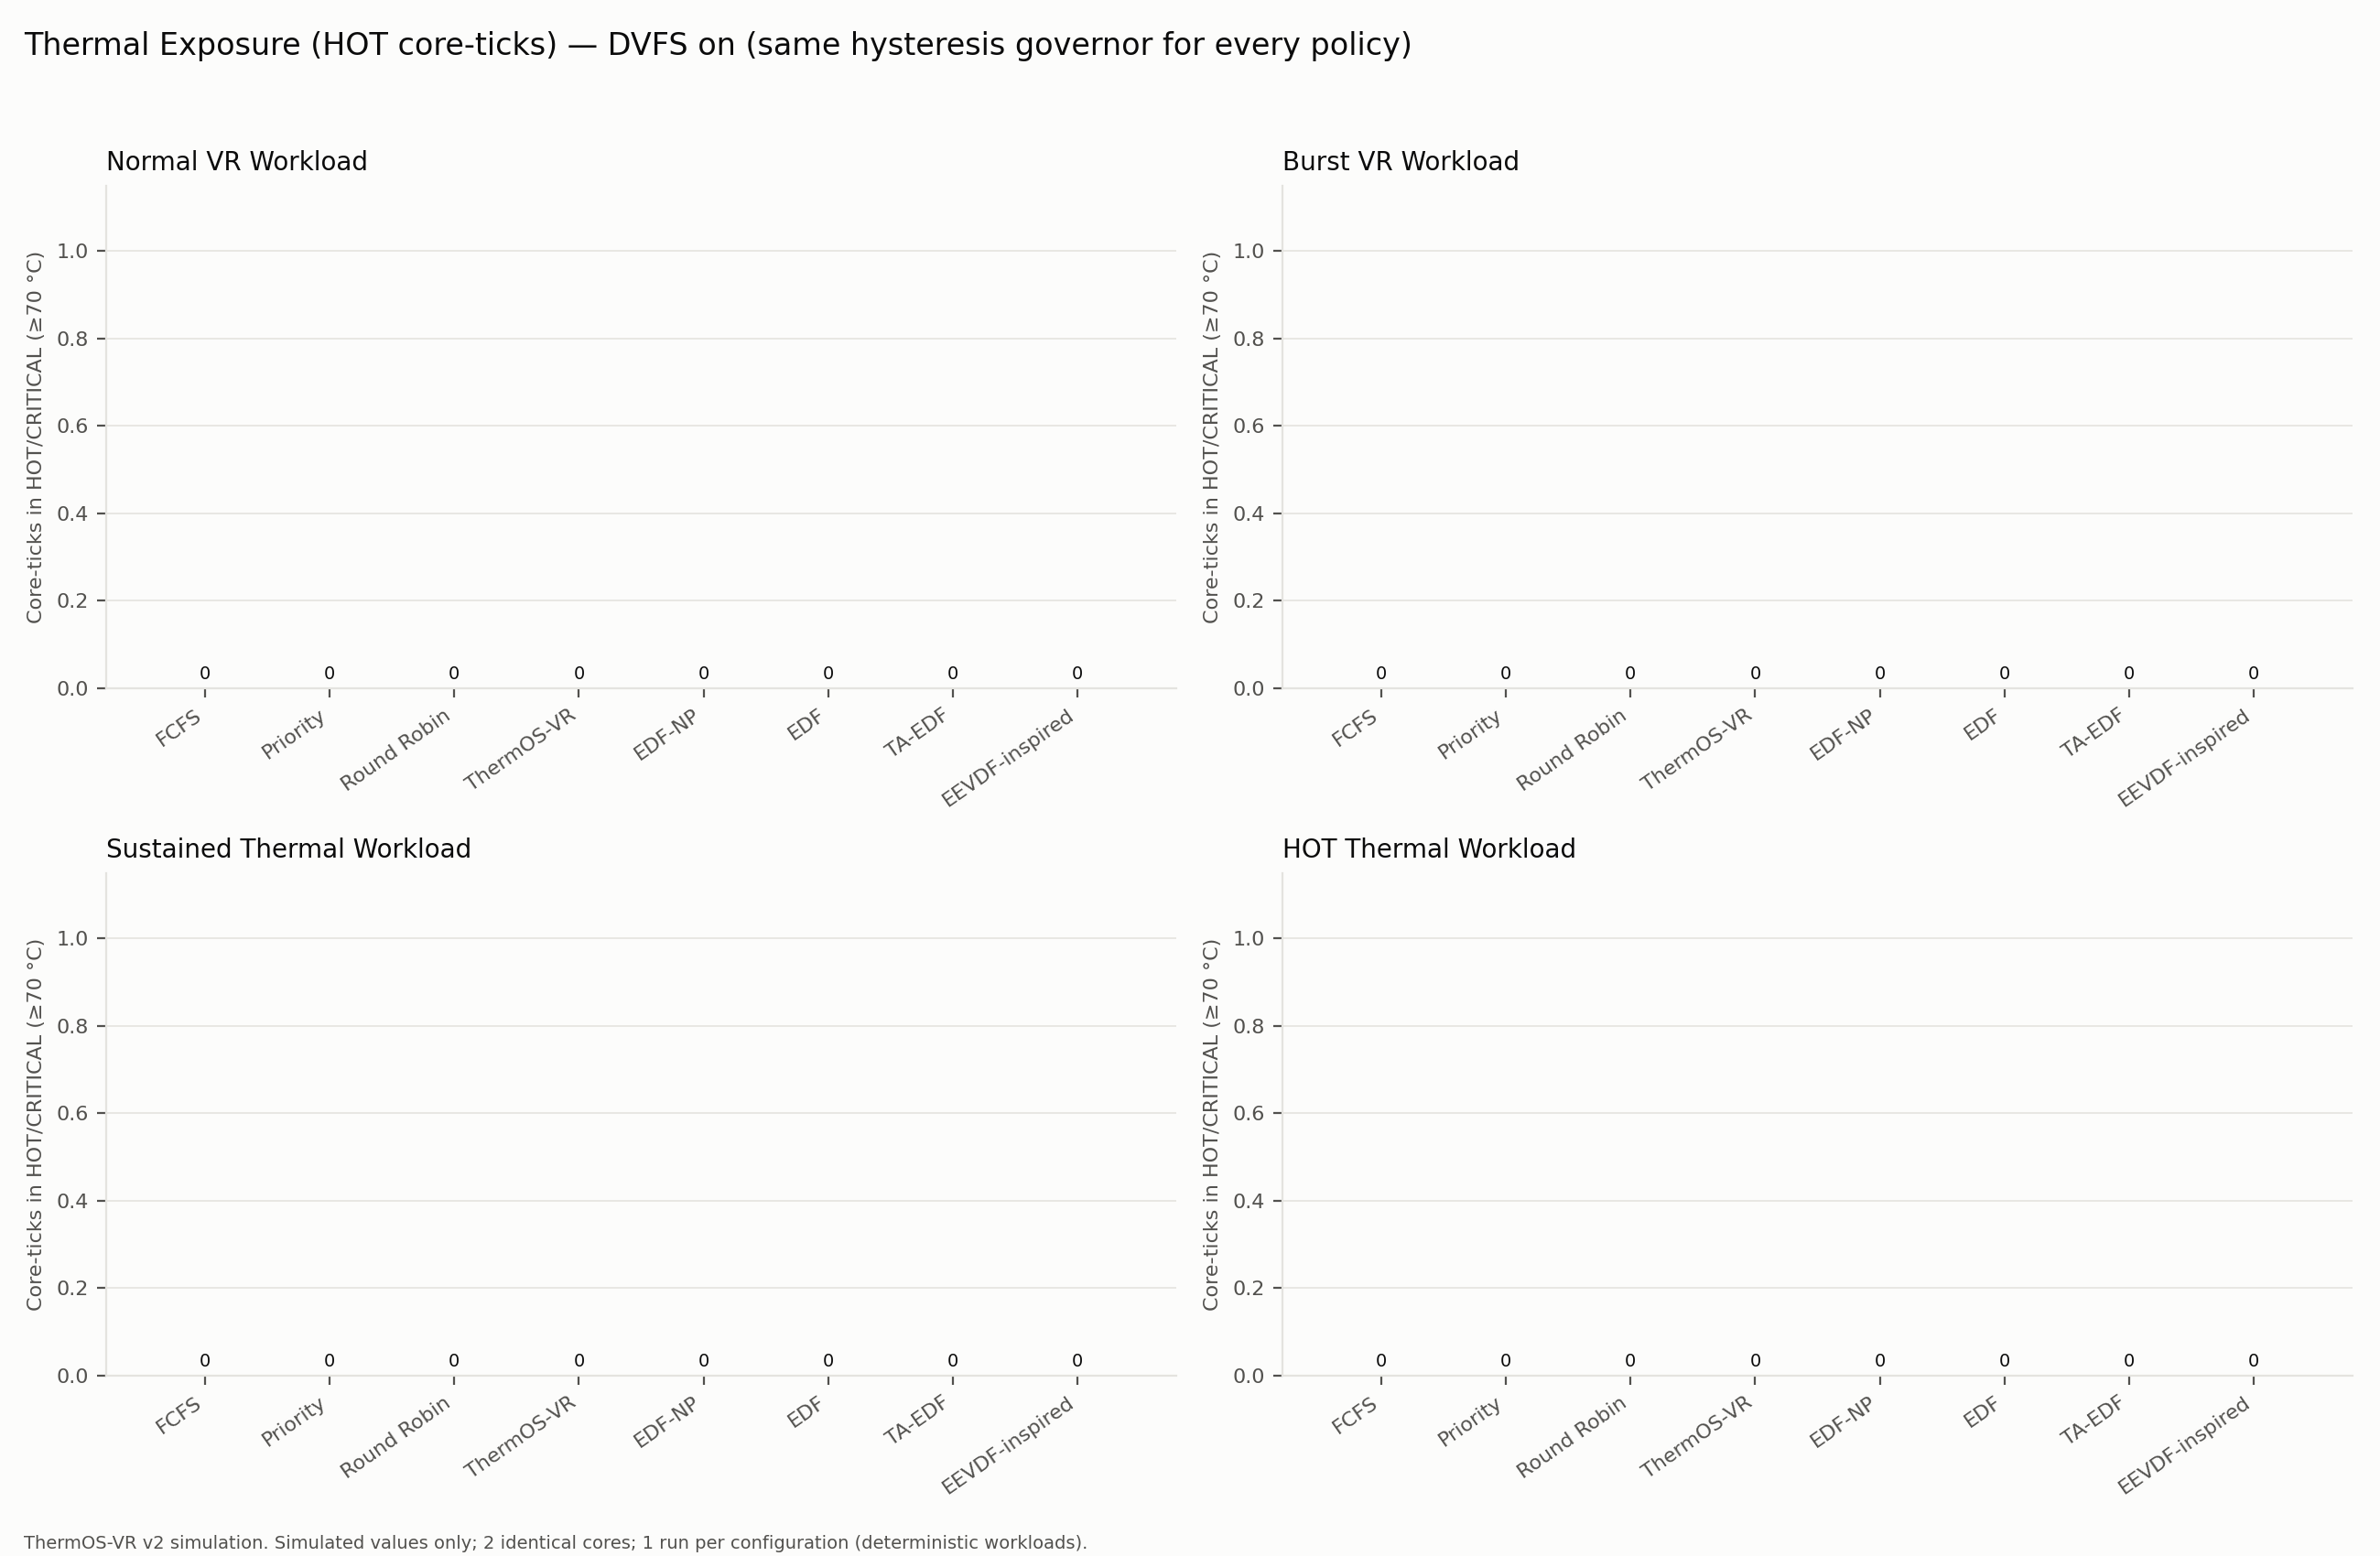 Thermal Exposure (HOT core-ticks) — DVFS on (same hysteresis governor for every policy)
Normal VR Workload
Core-ticks in HOT/CRITICAL (≥70 °C)
1.0
0.8
0.6
0.4
0.2
0.0
0 0 0 0 0 0 0 0
FCFS Priority Round Robin ThermOS-VR EDF-NP EDF TA-EDF EEVDF-inspired
Burst VR Workload
Core-ticks in HOT/CRITICAL (≥70 °C)
1.0
0.8
0.6
0.4
0.2
0.0
0 0 0 0 0 0 0 0
FCFS Priority Round Robin ThermOS-VR EDF-NP EDF TA-EDF EEVDF-inspired
Sustained Thermal Workload
Core-ticks in HOT/CRITICAL (≥70 °C)
1.0
0.8
0.6
0.4
0.2
0.0
0 0 0 0 0 0 0 0
FCFS Priority Round Robin ThermOS-VR EDF-NP EDF TA-EDF EEVDF-inspired
HOT Thermal Workload
Core-ticks in HOT/CRITICAL (≥70 °C)
1.0
0.8
0.6
0.4
0.2
0.0
0 0 0 0 0 0 0 0
FCFS Priority Round Robin ThermOS-VR EDF-NP EDF TA-EDF EEVDF-inspired
ThermOS-VR v2 simulation. Simulated values only; 2 identical cores; 1 run per configuration (deterministic workloads).